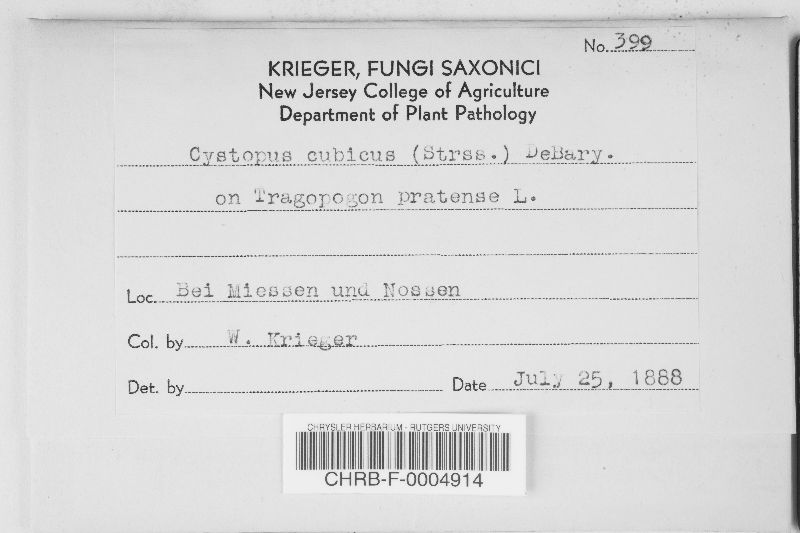 No. 399
KRIEGER, FUNGI SAXONICI
New Jersey College of Agriculture
Department of Plant Pathology
Cystopus cubicus (Strss.) DeBary.
on Tragopogon pratense L.
Loc. Bei Miessen und Nossen
Col. by W. Krieger
Det. by
Date July 25, 1888
CHRYSLER HERBARIUM - RUTGERS UNIVERSITY
CHRB-F-0004914